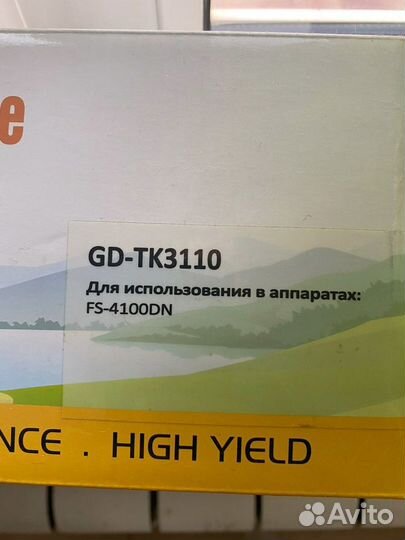 e
GD-TK3110
Для использования в аппаратах:
FS-4100DN
NCE . HIGH YIELD
Avito